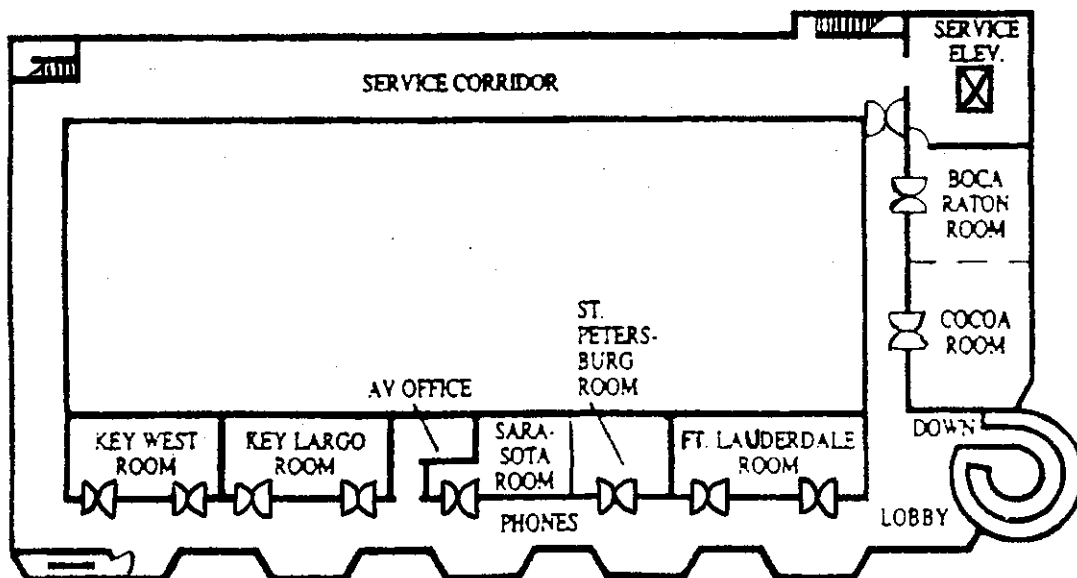 SERVICE
ELEV.
SERVICE CORRIDOR
BOCA
RATON
ROOM
ST.
PETERS-
BURG
ROOM
COCOA
ROOM
AV OFFICE
KEY WEST
ROOM
KEY LARGO
ROOM
SARA-
SOTA
ROOM
FT. LAUDERDALE
ROOM
DOWN
PHONES
LOBBY